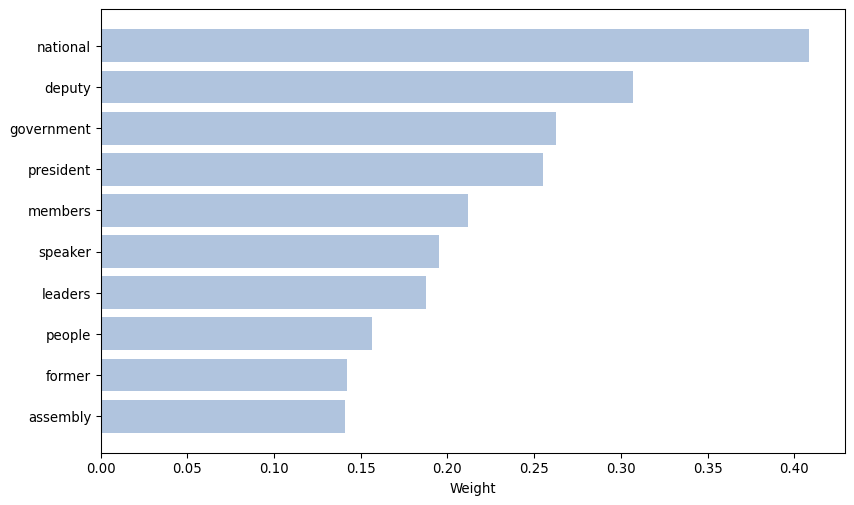 national
deputy
government
president
members
speaker
leaders
people
former
assembly
0.00 0.05 0.10 0.15 0.20 0.25 0.30 0.35 0.40
Weight